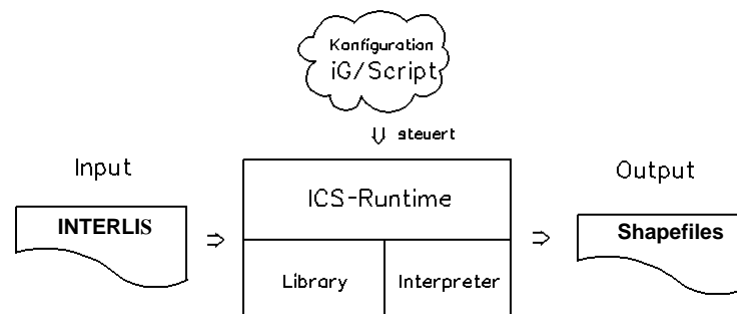 Konfiguration
iG/Script
steuert
Input
Output
ICS-Runtime
INTERLIS
Shapefiles
Library
Interpreter